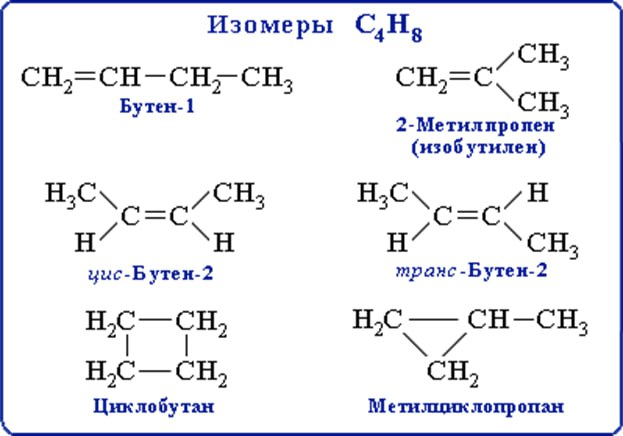 Изомеры C₄H₈
CH₂=CH—CH₂—CH₃
Бутен-1
CH₂=C
CH₃
CH₃
2-Метилпропен
(изобутилен)
H₃C
CH₃
C=C
H
H
цис-Бутен-2
H₃C
H
C=C
H
CH₃
транс-Бутен-2
H₂C—CH₂
H₂C—CH₂
Циклобутан
H₂C—CH—CH₃
CH₂
Метилциклопропан